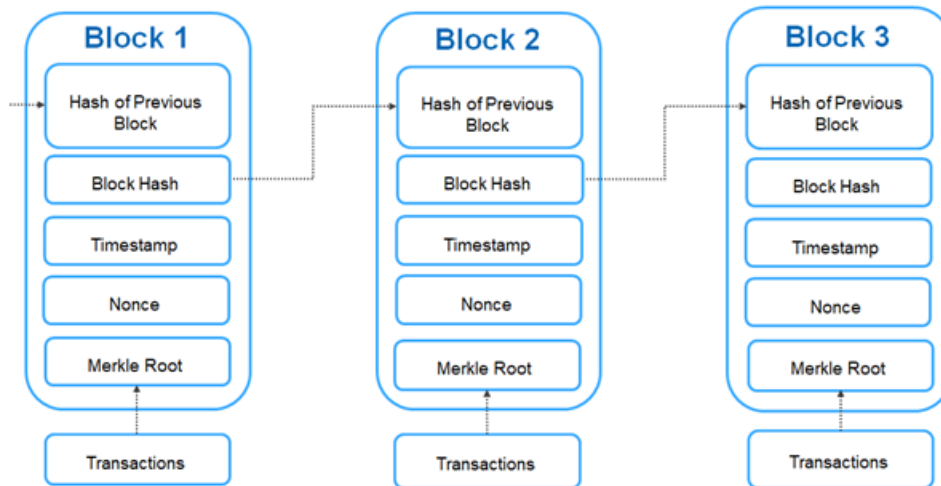 Block 1
Hash of Previous
Block
Block Hash
Timestamp
Nonce
Merkle Root
Transactions
Block 2
Hash of Previous
Block
Block Hash
Timestamp
Nonce
Merkle Root
Transactions
Block 3
Hash of Previous
Block
Block Hash
Timestamp
Nonce
Merkle Root
Transactions